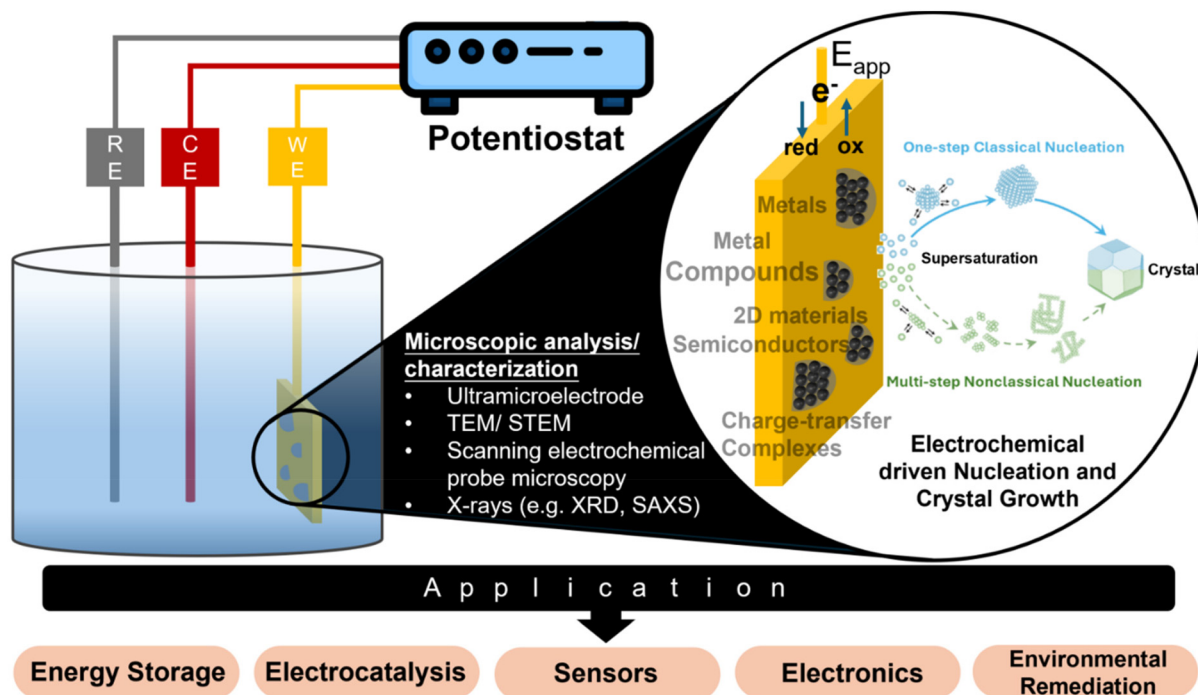 Potentiostat
R
E
C
E
W
E
Microscopic analysis/
characterization
• Ultramicroelectrode
• TEM/ STEM
• Scanning electrochemical
probe microscopy
• X-rays (e.g. XRD, SAXS)
Eapp
e-
red
ox
Metals
Metal
Compounds
2D materials
Semiconductors
Charge-transfer
Complexes
One-step Classical Nucleation
Supersaturation
Crystal
Multi-step Nonclassical Nucleation
Electrochemical
driven Nucleation and
Crystal Growth
Application
Energy Storage
Electrocatalysis
Sensors
Electronics
Environmental
Remediation